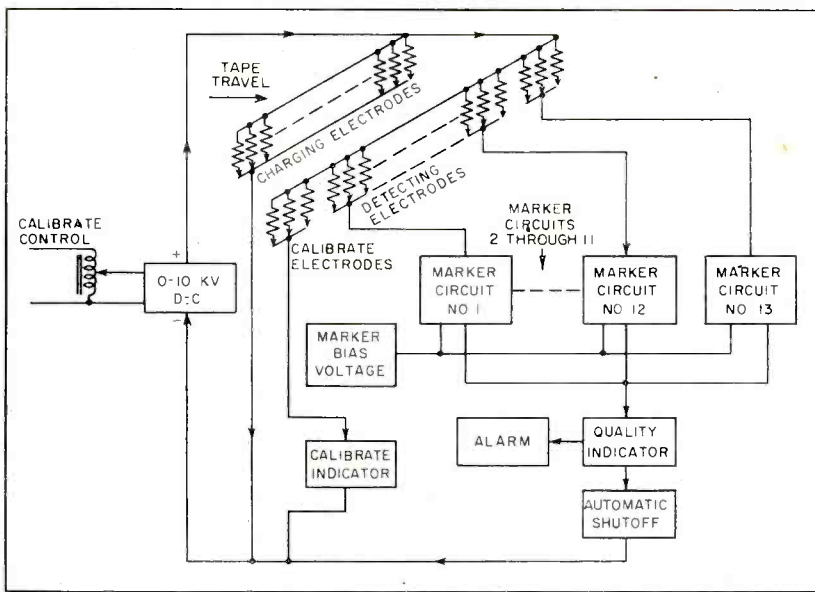 TAPE
TRAVEL
CHARGING ELECTRODES
DETECTING
ELECTRODES
CALIBRATE
CONTROL
+
0-10 KV
D-C
-
CALIBRATE
ELECTRODES
MARKER
CIRCUITS
2 THROUGH 11
MARKER
CIRCUIT
NO 1
MARKER
CIRCUIT
NO 12
MARKER
CIRCUIT
NO 13
MARKER
BIAS
VOLTAGE
CALIBRATE
INDICATOR
ALARM
QUALITY
INDICATOR
AUTOMATIC
SHUTOFF